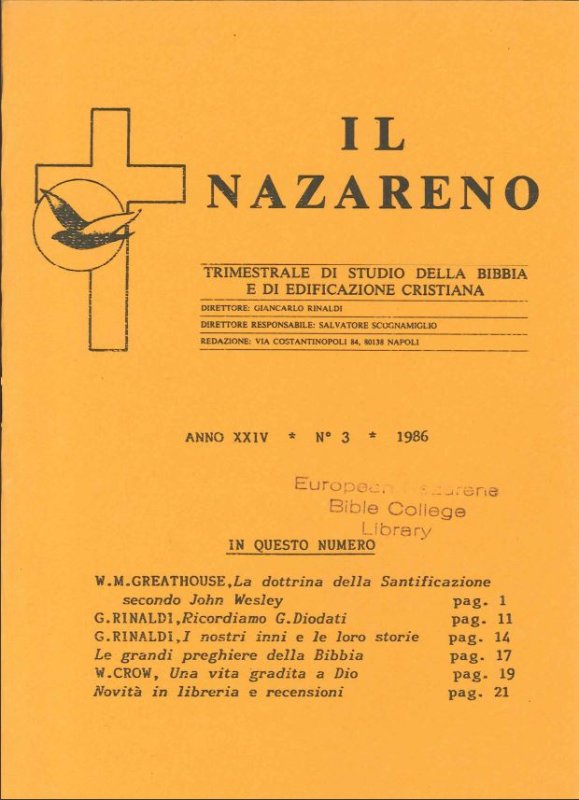 IL
NAZARENO
TRIMESTRALE DI STUDIO DELLA BIBBIA
E DI EDIFICAZIONE CRISTIANA
DIRETTORE: GIANCARLO RINALDI
DIRETTORE RESPONSABILE: SALVATORE SCOGNAMIGLIO
REDAZIONE: VIA COSTANTINOPOLI 84, 80138 NAPOLI
ANNO XXIV * N° 3 * 1986
European Nazarene
Bible College
Library
IN QUESTO NUMERO
W.M.GREATHOUSE,La dottrina della Santificazione
secondo John Wesley pag. 1
G.RINALDI,Ricordiamo G.Diodati pag. 11
G.RINALDI,I nostri inni e le loro storie pag. 14
Le grandi preghiere della Bibbia pag. 17
W.CROW, Una vita gradita a Dio pag. 19
Novità in libreria e recensioni pag. 21